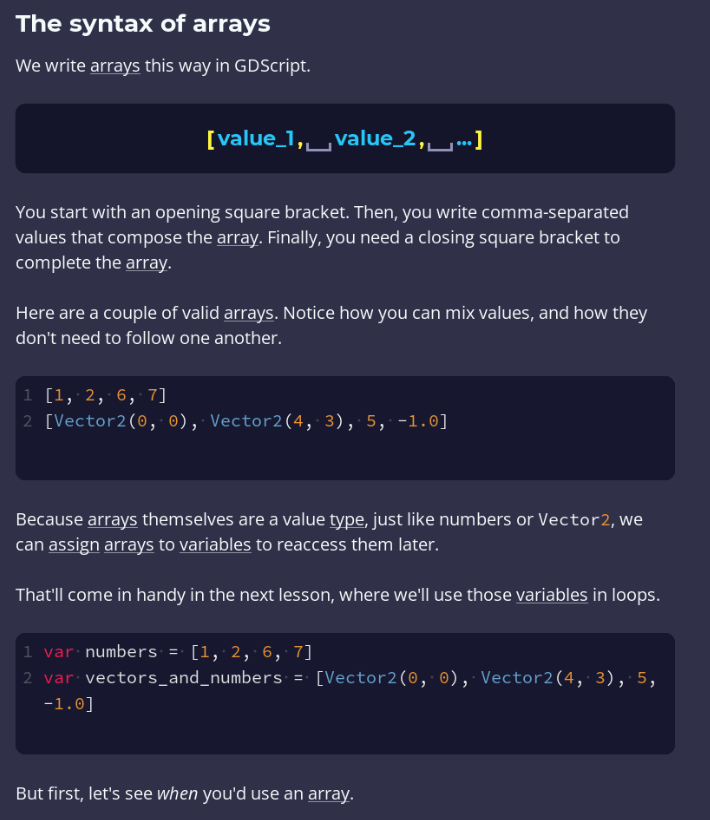 The syntax of arrays
We write arrays this way in GDScript.
[value_1, value_2, ...]
You start with an opening square bracket. Then, you write comma-separated
values that compose the array. Finally, you need a closing square bracket to
complete the array.
Here are a couple of valid arrays. Notice how you can mix values, and how they
don't need to follow one another.
1 [1, 2, 6, 7]
2 [Vector2(0, 0), Vector2(4, 3), 5, -1.0]
Because arrays themselves are a value type, just like numbers or Vector2, we
can assign arrays to variables to reaccess them later.
That'll come in handy in the next lesson, where we'll use those variables in loops.
1 var numbers = [1, 2, 6, 7]
2 var vectors_and_numbers = [Vector2(0, 0), Vector2(4, 3), 5,
-1.0]
But first, let's see when you'd use an array.